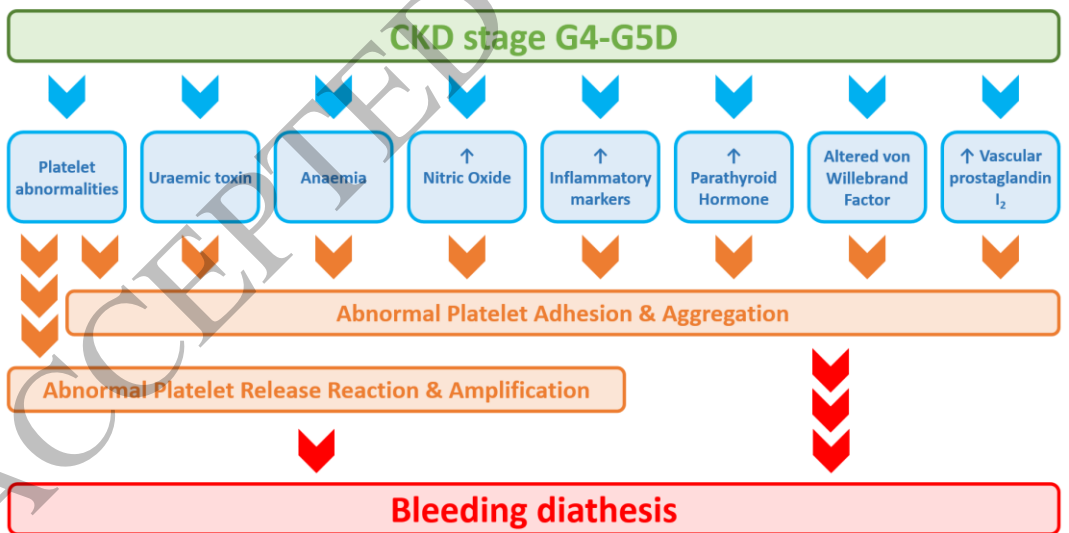 CKD stage G4-G5D
Platelet
abnormalities
Uraemic toxin
Anaemia
↑
Nitric Oxide
↑
Inflammatory
markers
↑
Parathyroid
Hormone
Altered von
Willebrand
Factor
↑ Vascular
prostaglandin
I₂
Abnormal Platelet Adhesion & Aggregation
Abnormal Platelet Release Reaction & Amplification
Bleeding diathesis
ACCEPTED